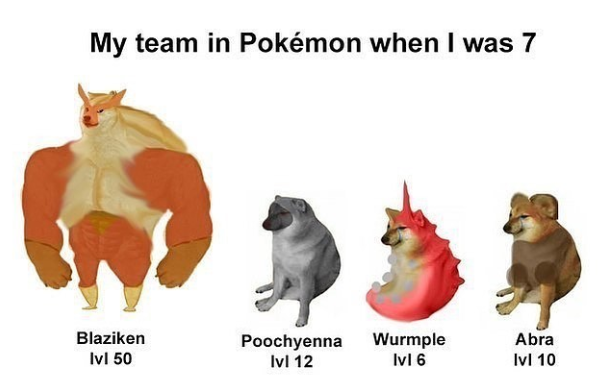 My team in Pokémon when I was 7
Blaziken
lvl 50
Poochyenna
lvl 12
Wurmple
lvl 6
Abra
lvl 10